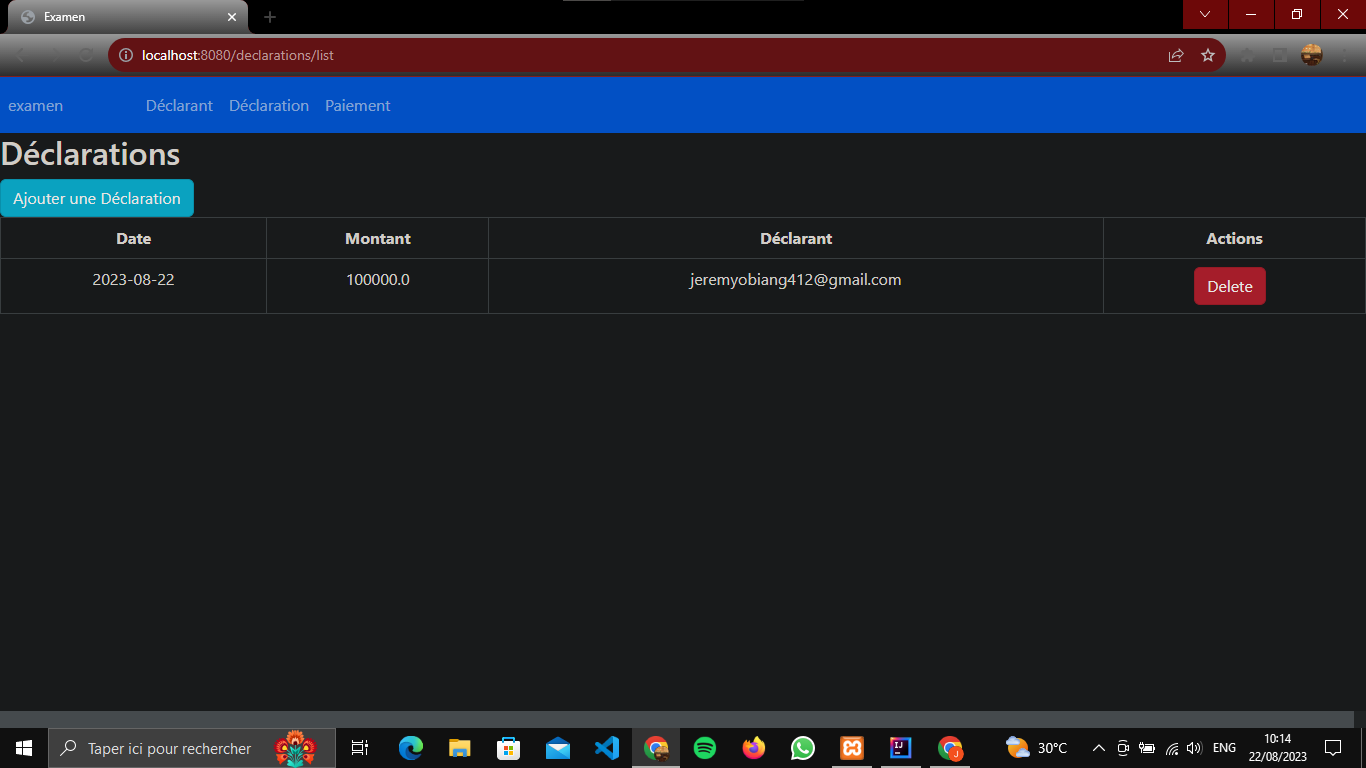 Examen
localhost:8080/declarations/list
examen Déclarant Déclaration Paiement
Déclarations
Ajouter une Déclaration
Date Montant Déclarant Actions
2023-08-22 100000.0 jeremyobiang412@gmail.com Delete
Taper ici pour rechercher 30°C ENG 10:14
22/08/2023